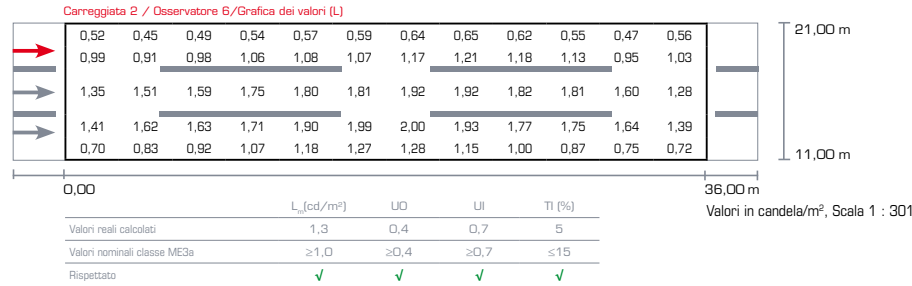 Carreggiata 2 / Osservatore 6/Grafica dei valori (L)
0,52 0,45 0,49 0,54 0,57 0,59 0,64 0,65 0,62 0,55 0,47 0,56
21,00 m
0,99 0,91 0,98 1,06 1,08 1,07 1,17 1,21 1,18 1,13 0,95 1,03
1,35 1,51 1,59 1,75 1,80 1,81 1,92 1,92 1,82 1,81 1,60 1,28
1,41 1,62 1,63 1,71 1,90 1,99 2,00 1,93 1,77 1,75 1,64 1,39
0,70 0,83 0,92 1,07 1,18 1,27 1,28 1,15 1,00 0,87 0,75 0,72
11,00 m
0,00 36,00 m
Valori in candela/m², Scala 1 : 301
Lm(cd/m²) U0 UI TI (%)
Valori reali calcolati 1,3 0,4 0,7 5
Valori nominali classe ME3a ≥1,0 ≥0,4 ≥0,7 ≤15
Rispettato √ √ √ √